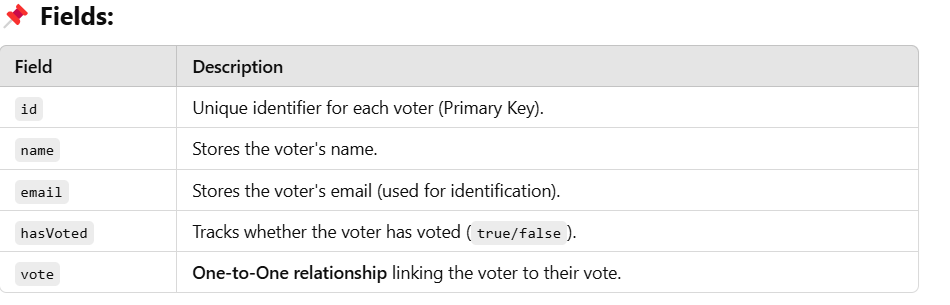 📌 Fields:
Field Description
id Unique identifier for each voter (Primary Key).
name Stores the voter's name.
email Stores the voter's email (used for identification).
hasVoted Tracks whether the voter has voted ( true/false ).
vote One-to-One relationship linking the voter to their vote.